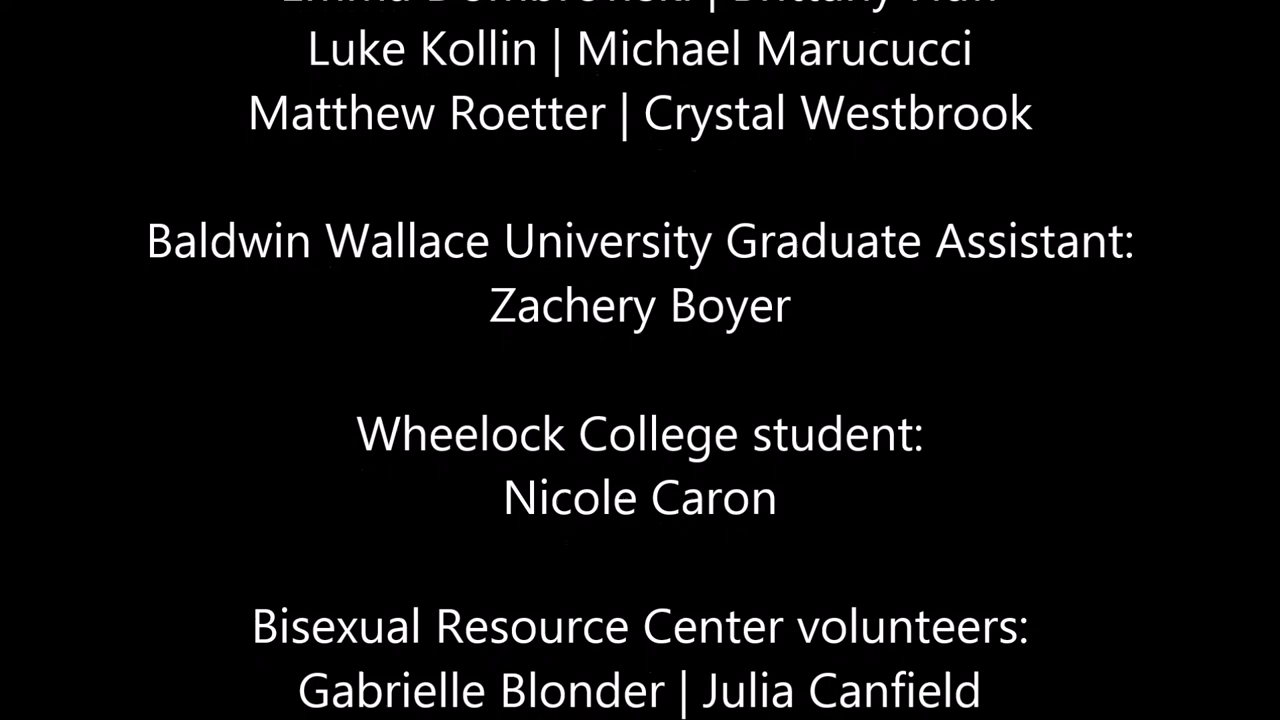 Luke Kollin | Michael Marucucci
Matthew Roetter | Crystal Westbrook
Baldwin Wallace University Graduate Assistant:
Zachery Boyer
Wheelock College student:
Nicole Caron
Bisexual Resource Center volunteers:
Gabrielle Blonder | Julia Canfield